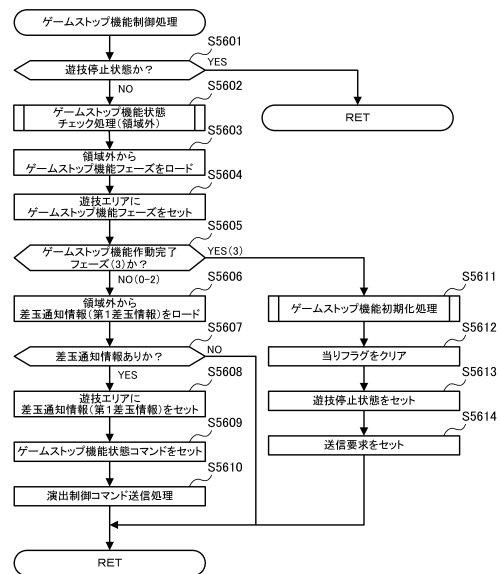 ゲームストップ機能制御処理
S5601
遊技停止状態か？
YES
NO
S5602
ゲームストップ機能状態
チェック処理(領域外)
RET
S5603
領域外から
ゲームストップ機能フェーズをロード
S5604
遊技エリアに
ゲームストップ機能フェーズをセット
S5605
ゲームストップ機能作動完了
フェーズ(3)か？
YES(3)
NO(0-2)
S5606
領域外から
差玉通知情報(第1差玉情報)をロード
S5607
差玉通知情報ありか？
NO
YES
S5608
遊技エリアに
差玉通知情報(第1差玉情報)をセット
S5609
ゲームストップ機能状態コマンドをセット
S5610
演出制御コマンド送信処理
S5611
ゲームストップ機能初期化処理
S5612
当りフラグをクリア
S5613
遊技停止状態をセット
S5614
送信要求をセット
RET